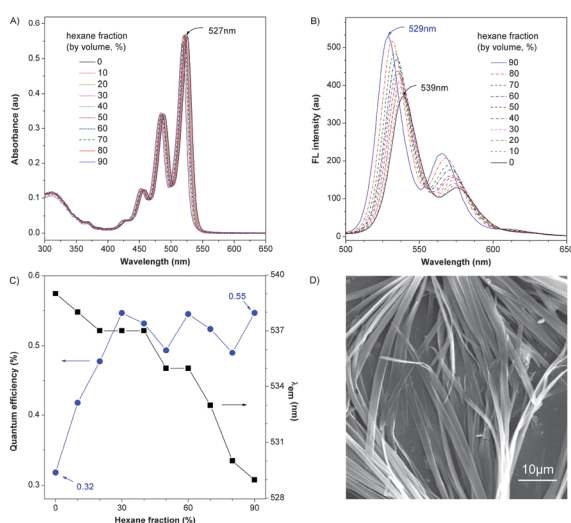 A)
527nm
hexane fraction
(by volume, %)
0
10
20
30
40
50
60
70
80
90
Absorbance (au)
0.6
0.5
0.4
0.3
0.2
0.1
0.0
300 350 400 450 500 550 600 650
Wavelength (nm)
B)
529nm
539nm
hexane fraction
(by volume, %)
90
80
70
60
50
40
30
20
10
0
FL intensity (au)
500
400
300
200
100
0
500 550 600 650
Wavelength (nm)
C)
0.55
0.32
Quantum efficiency (%)
0.6
0.5
0.4
0.3
λem (nm)
540
537
534
529
528
0 30 60 90
Hexane fraction (%)
D)
10μm